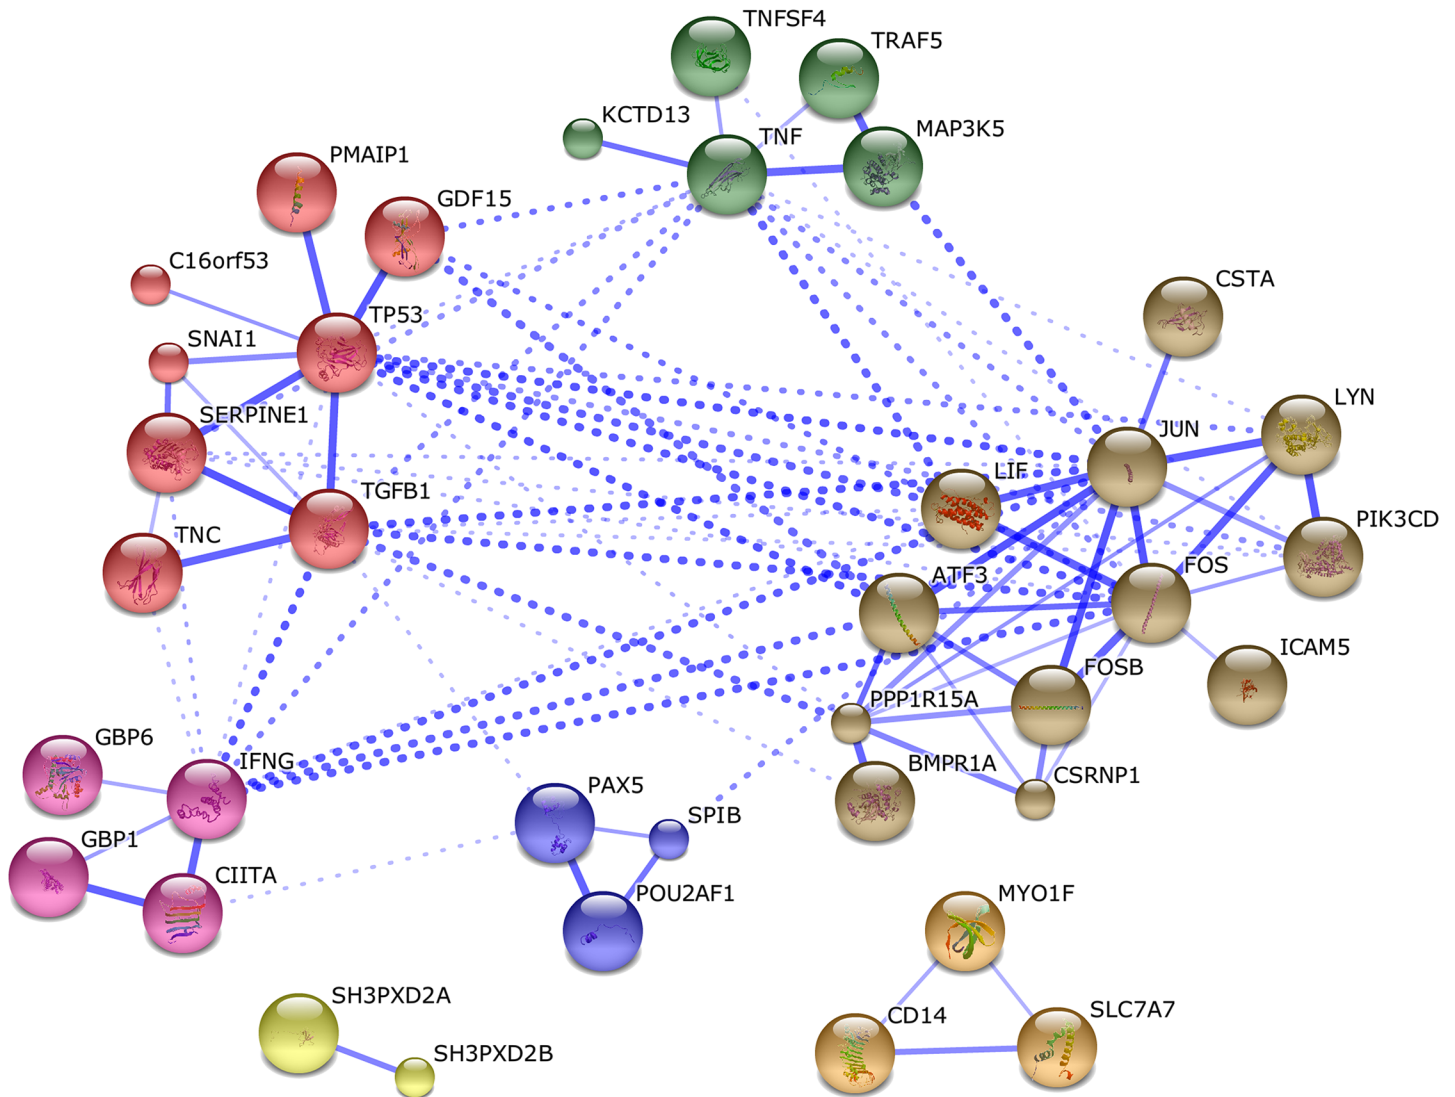 TNFSF4
TRAF5
KCTD13
TNF
MAP3K5
PMAIP1
GDF15
C16orf53
CSTA
TP53
SNAI1
LYN
SERPINE1
JUN
LIF
TGFB1
TNC
PIK3CD
ATF3
FOS
ICAM5
FOSB
PPP1R15A
GBP6
IFNG
BMPR1A
CSRNP1
PAX5
SPIB
GBP1
CIITA
POU2AF1
MYO1F
SH3PXD2A
CD14
SLC7A7
SH3PXD2B